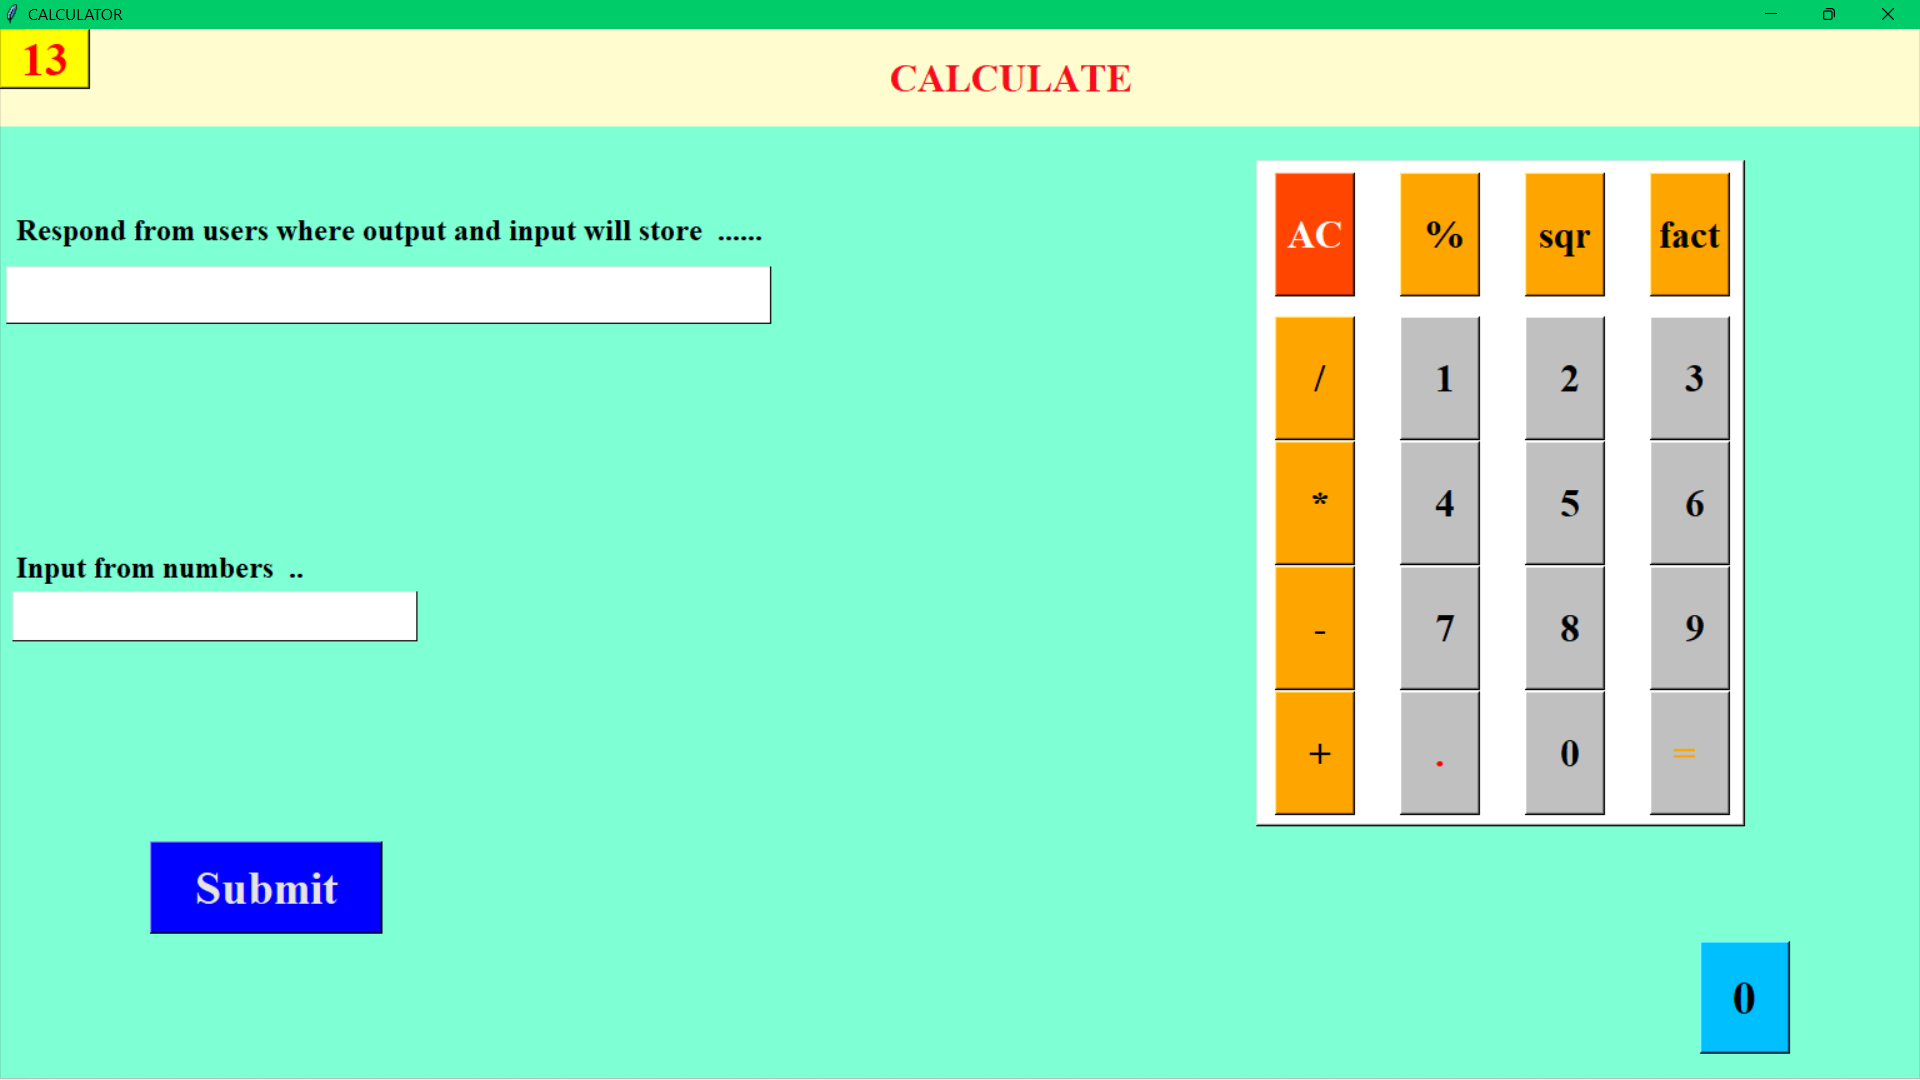 CALCULATOR
13
CALCULATE
Respond from users where output and input will store ......
Input from numbers ..
Submit
AC % sqr fact
/ 1 2 3
* 4 5 6
- 7 8 9
+ . 0 =
0